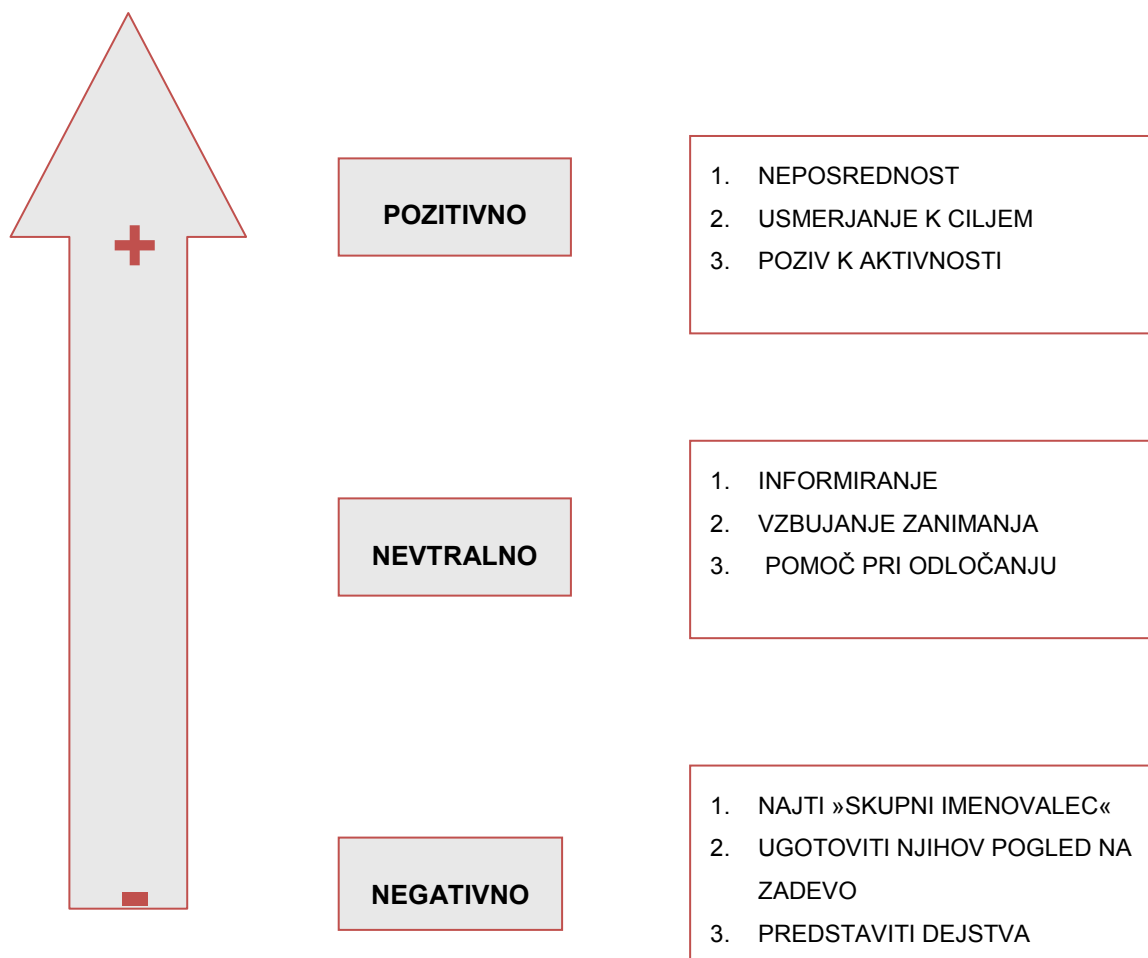 +
POZITIVNO
1. NEPOSREDNOST
2. USMERJANJE K CILJEM
3. POZIV K AKTIVNOSTI
NEVTRALNO
1. INFORMIRANJE
2. VZBUJANJE ZANIMANJA
3. POMOČ PRI ODLOČANJU
-
NEGATIVNO
1. NAJTI »SKUPNI IMENOVALEC«
2. UGOTOVITI NJIHOV POGLED NA
ZADEVO
3. PREDSTAVITI DEJSTVA